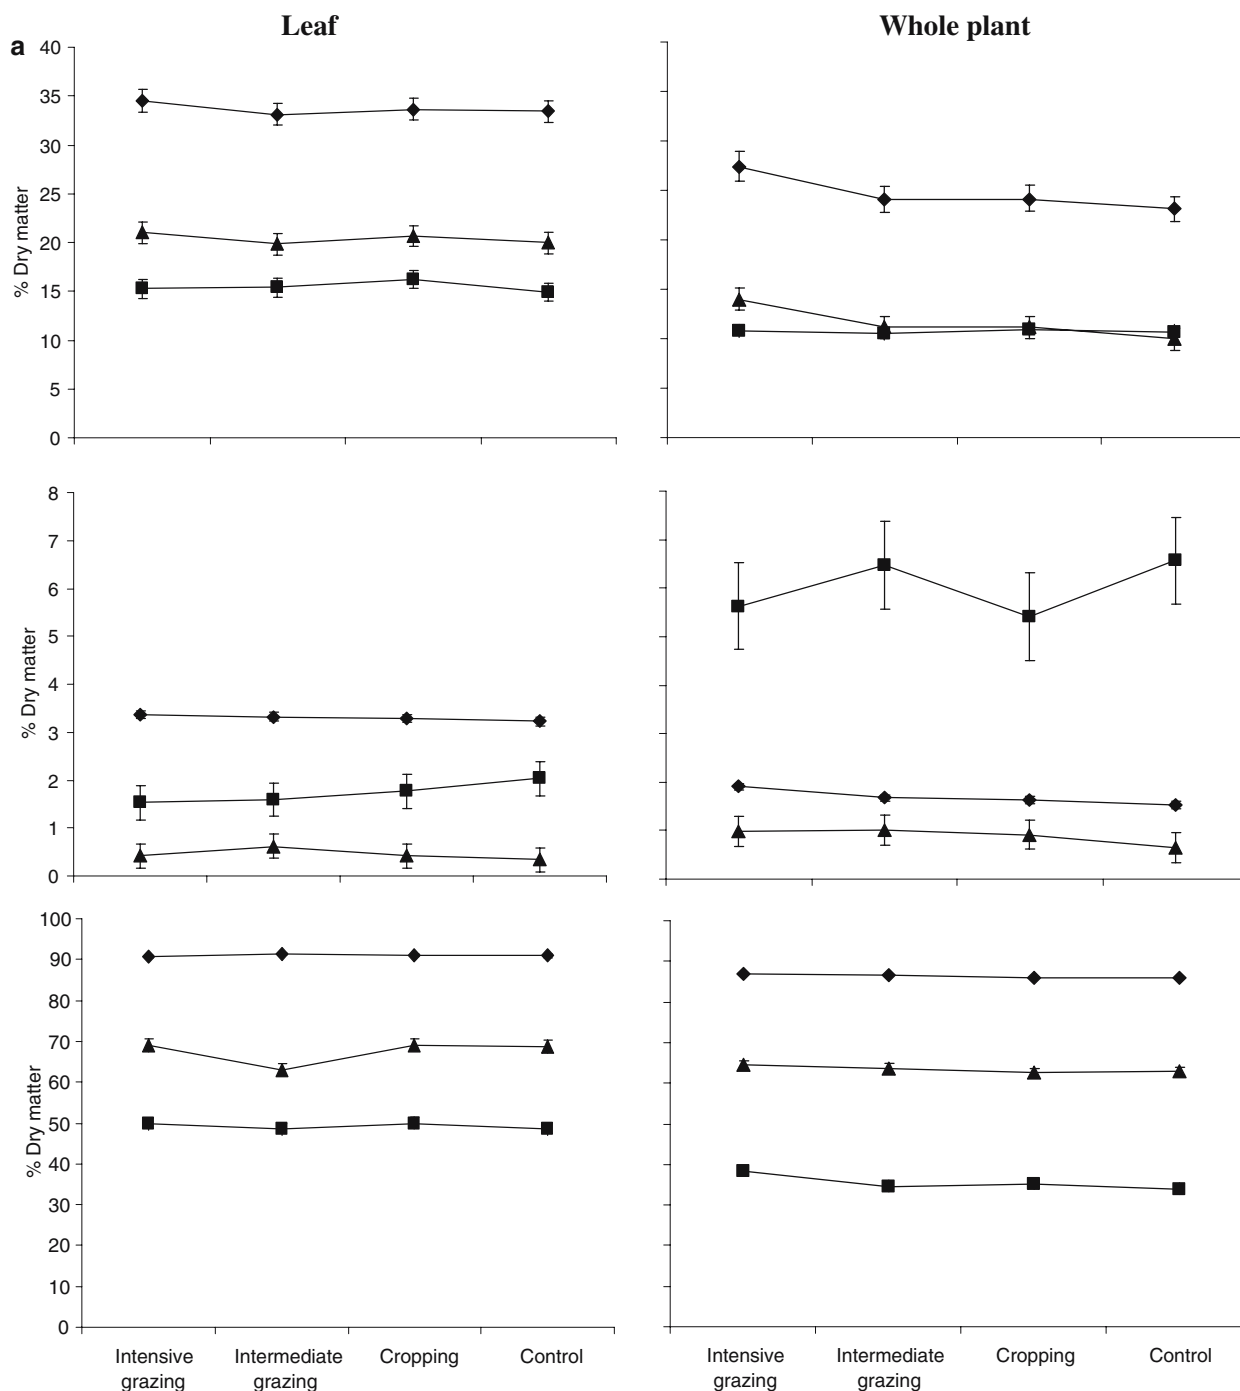 Leaf
Whole plant
a
40
35
30
25
20
15
10
5
0
% Dry matter
8
7
6
5
4
3
2
1
0
% Dry matter
100
90
80
70
60
50
40
30
20
10
0
% Dry matter
Intensive
grazing
Intermediate
grazing
Cropping
Control
Intensive
grazing
Intermediate
grazing
Cropping
Control